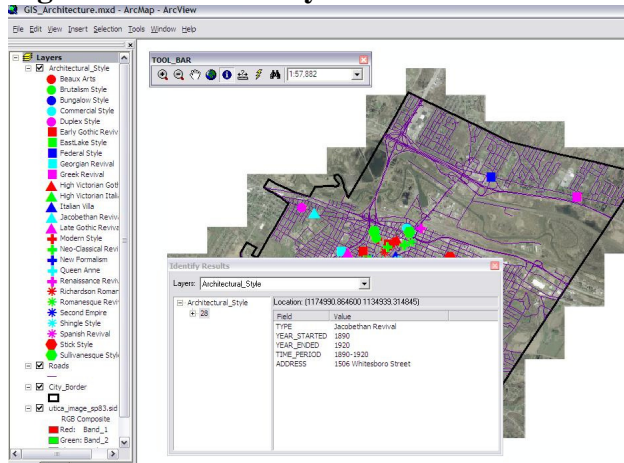 GIS_Architecture.mxd - ArcMap - ArcView
File Edit View Insert Selection Tools Window Help
Layers
Architectural_Style
Beaux Arts
Brutalism Style
Bungalow Style
Commercial Style
Duplex Style
Early Gothic Reviv
EastLake Style
Federal Style
Georgian Revival
Greek Revival
High Victorian Goth
High Victorian Itali
Italian Villa
Jacobethan Reviv
Late Gothic Reviva
Modern Style
Neo-Classical Revi
New Formalism
Queen Anne
Renaissance Reviv
Richardson Romar
Romanesque Reviv
Second Empire
Shingle Style
Spanish Revival
Stick Style
Sullivanesque Style
Roads
City_Border
utica_image_sp83.sid
RGB Composite
Red: Band_1
Green: Band_2
TOOL_BAR
1:57,882
Identify Results
Layers: Architectural_Style
Architectural_Style
28
Location: (1174990.864600 1134939.314845)
Field Value
TYPE Jacobethan Revival
YEAR_STARTED 1890
YEAR_ENDED 1920
TIME_PERIOD 1890-1920
ADDRESS 1506 Whitesboro Street